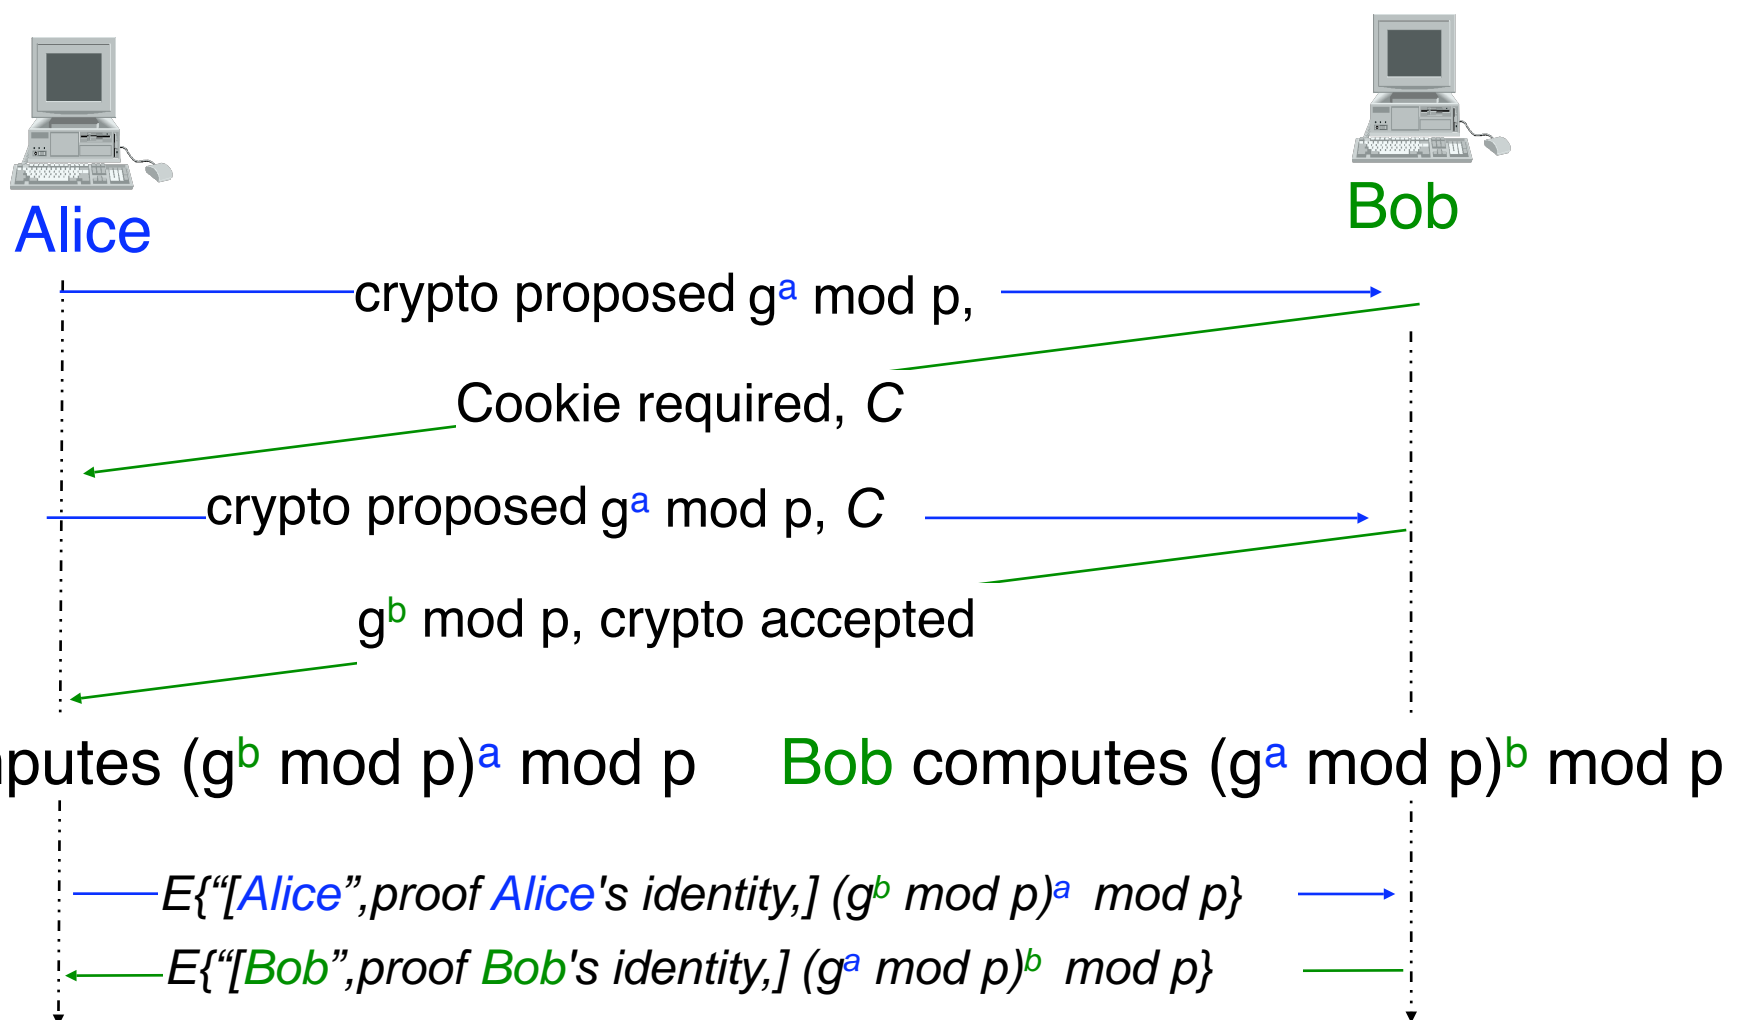 Alice
Bob
crypto proposed gᵃ mod p,
Cookie required, C
crypto proposed gᵃ mod p, C
gᵇ mod p, crypto accepted
(gᵇ mod p)ᵃ mod p
Bob computes (gᵃ mod p)ᵇ mod p
E{“[Alice”,proof Alice's identity,] (gᵇ mod p)ᵃ mod p}
E{“[Bob”,proof Bob's identity,] (gᵃ mod p)ᵇ mod p}